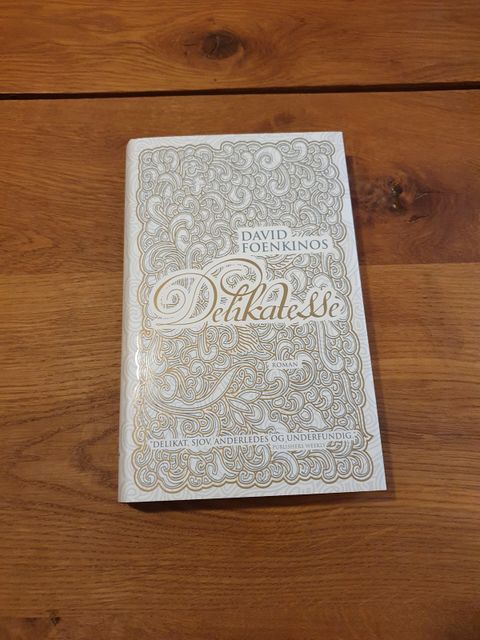 DAVID
FOENKINOS
Delikatesse
ROMAN
"DELIKAT, SJOV, ANDERLEDES OG UNDERFUNDIG."
PUBLISHERS WEEKLY